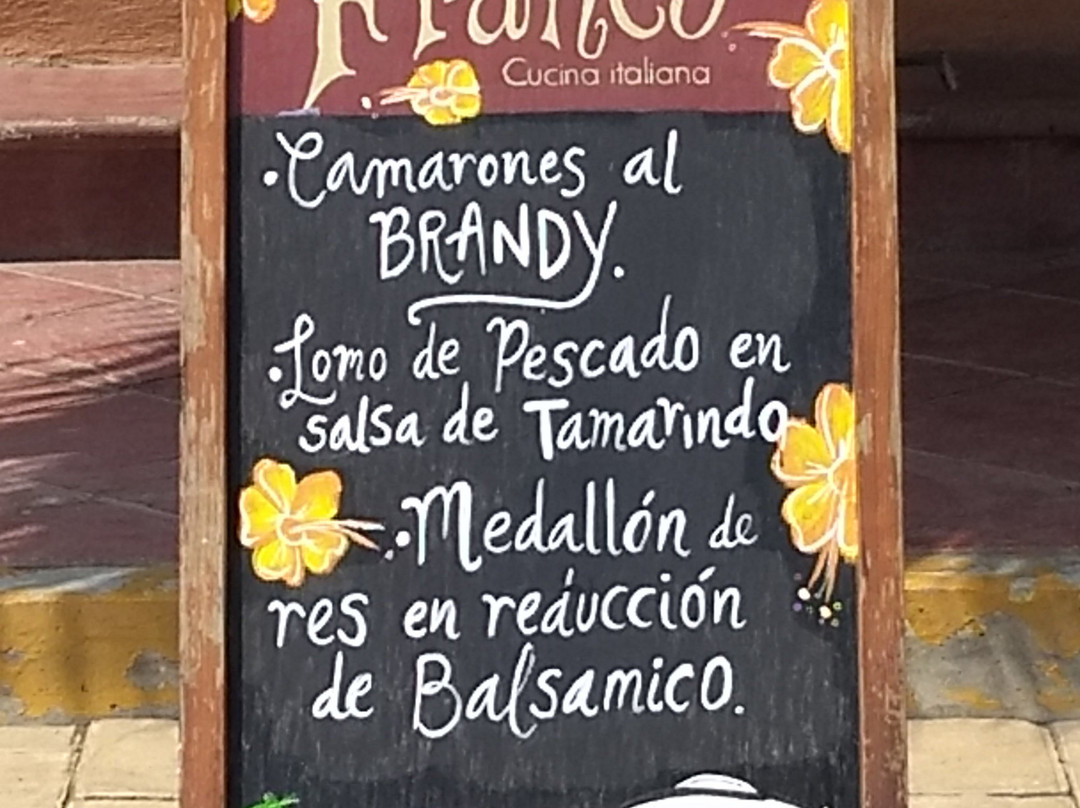 Franco
Cucina italiana
•Camarones al
BRANDY.
•Lomo de Pescado en
salsa de Tamarindo
•Medallón de
res en reducción
de Balsamico.